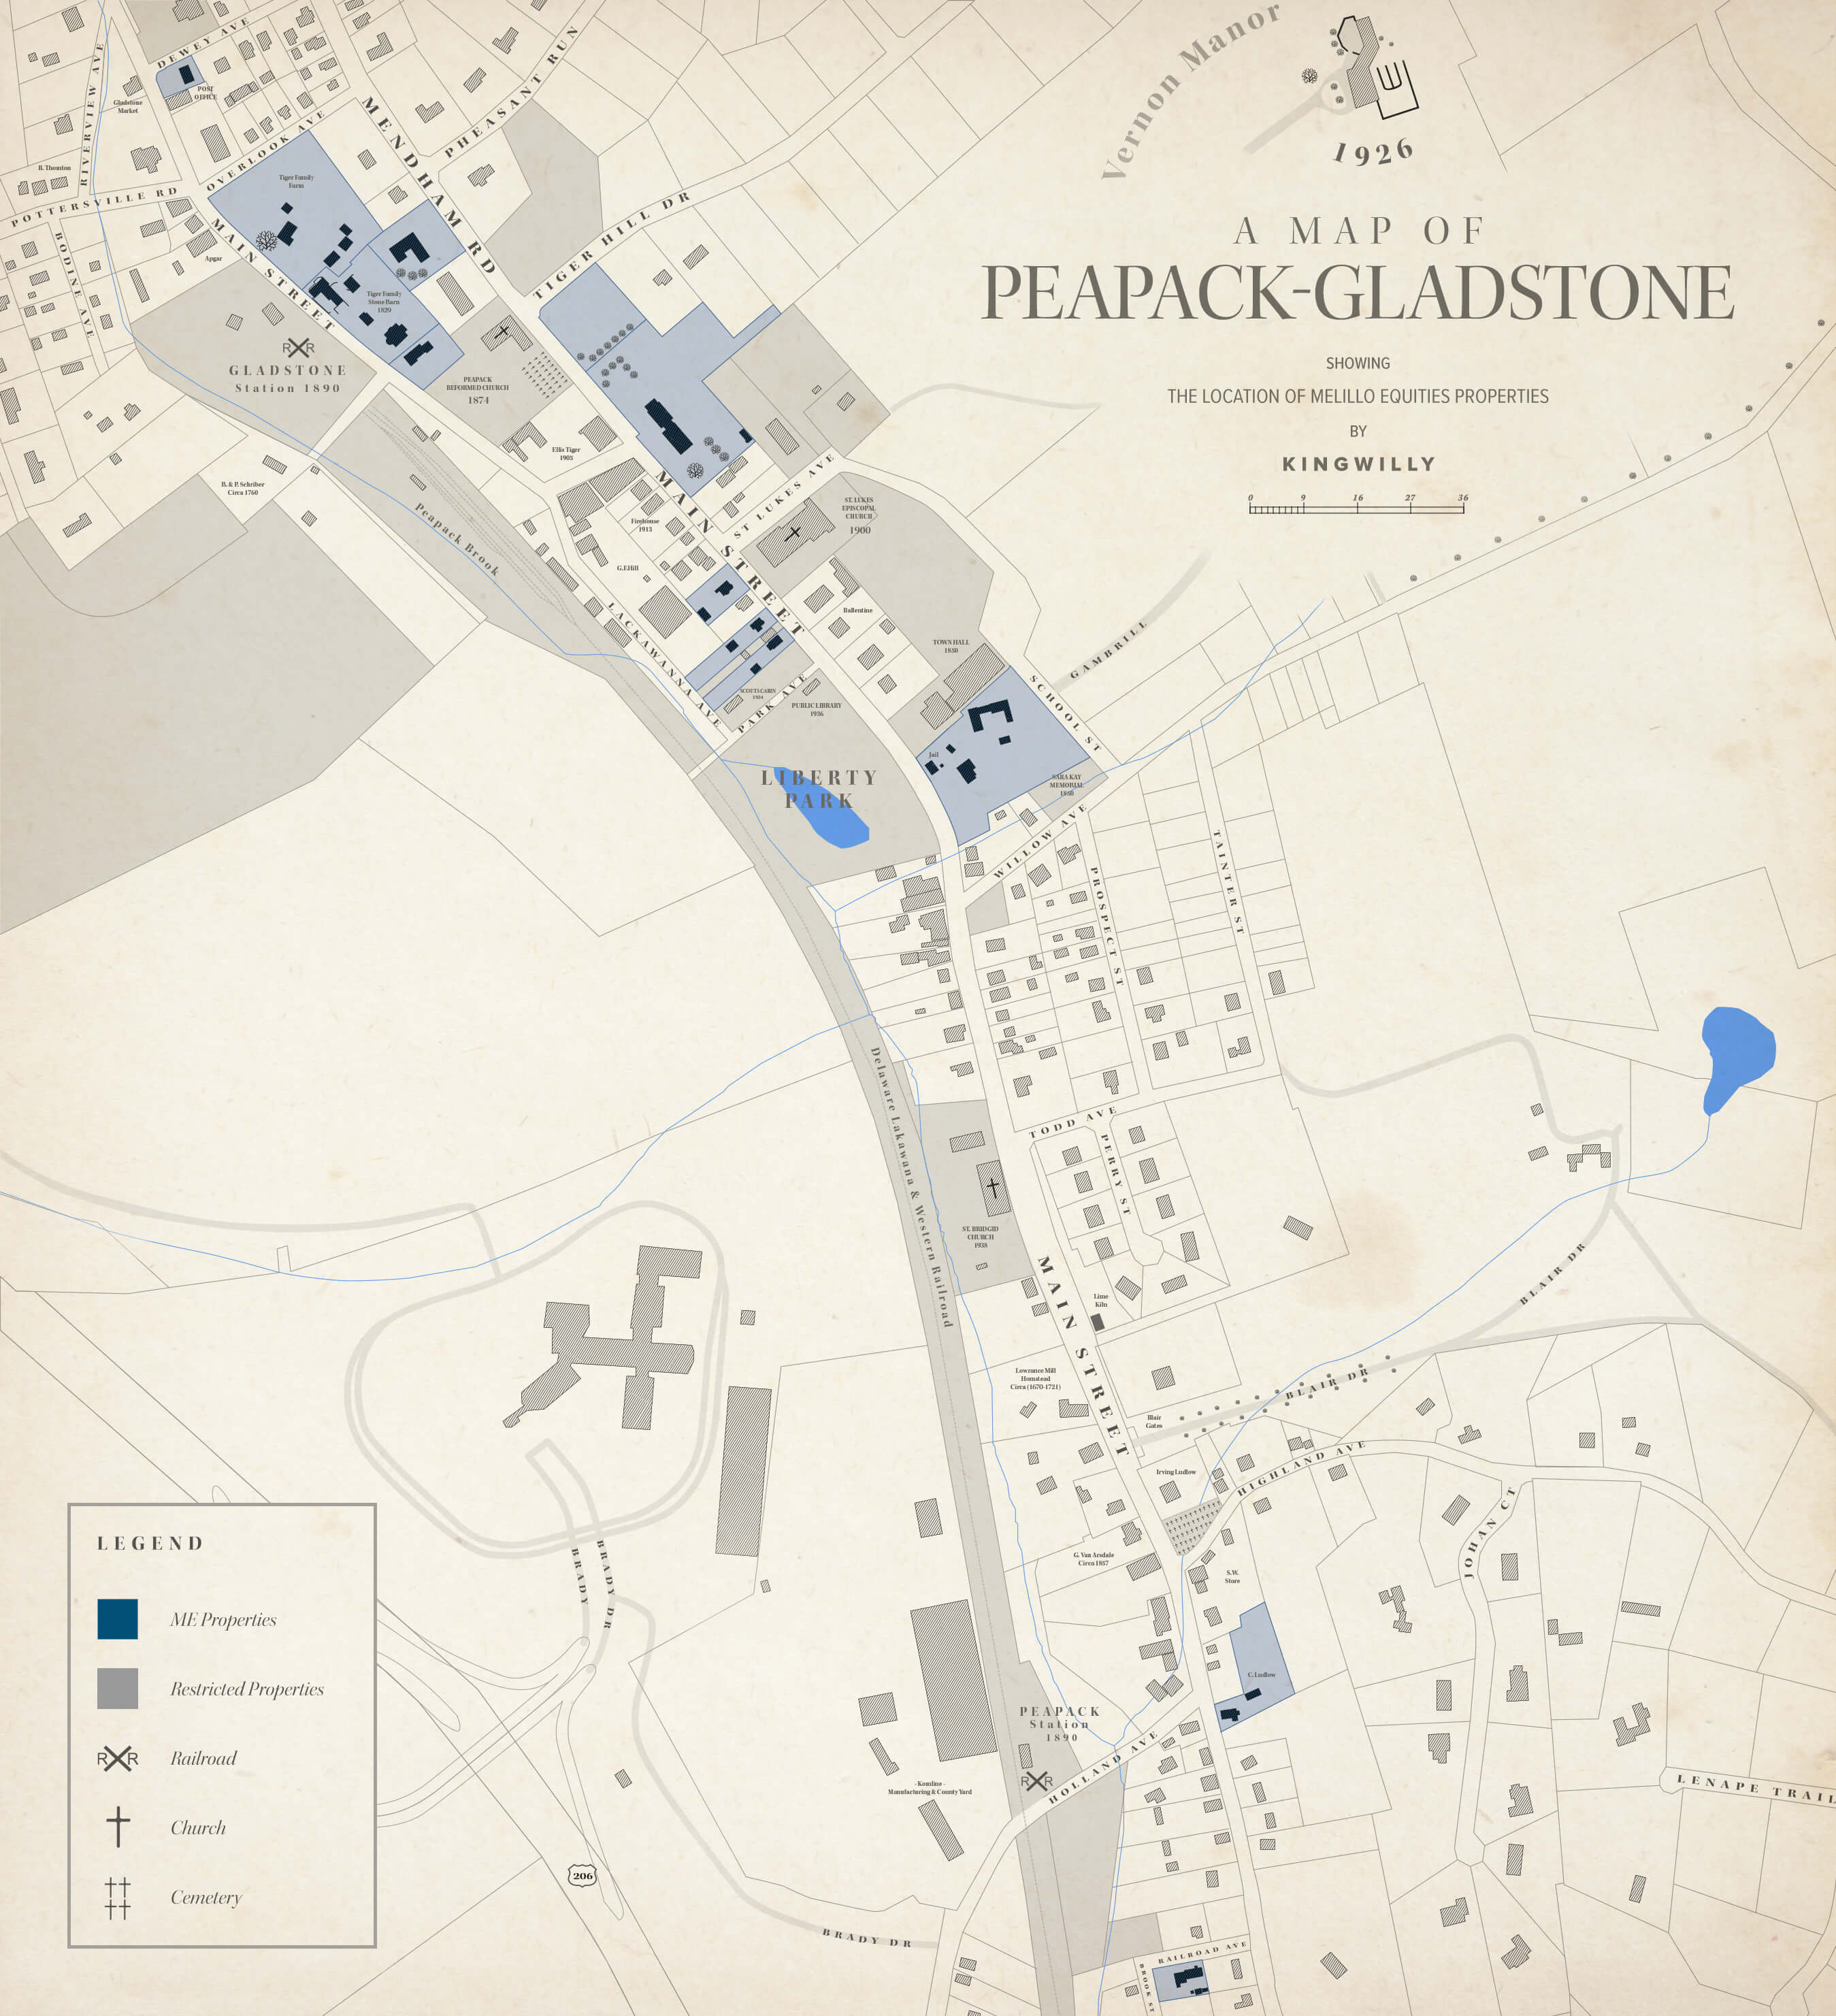 Vernon Manor
1926
A MAP OF
PEAPACK-GLADSTONE
SHOWING
THE LOCATION OF MELILLO EQUITIES PROPERTIES
BY
KINGWILLY
0 9 16 27 36
DEWEY AVE
POST
OFFICE
Gladstone
Market
RIVERVIEW AVE
B. Thomton
POTTERSVILLE RD
OVERLOOK AVE
MENDHAM RD
PHEASANT RUN
TIGER HILL DR
Tiger Family
Farm
BODINE AVE
Apgar
MAIN STREET
Tiger Family
Stone Barn
1829
RR
GLADSTONE
Station 1890
PEAPACK
REFORMED CHURCH
1874
Ellis Tiger
1903
B. & P. Schriber
Circa 1760
Peapack Brook
Firehouse
1913
G.F.Hill
MAIN STREET
ST LUKES AVE
ST. LUKES
EPISCOPAL
CHURCH
1900
Ballentine
LACKAWANNA AVE
SCOUTS CABIN
1934
PARK AVE
PUBLIC LIBRARY
1936
TOWN HALL
1850
GAMBRILL
SCHOOL ST
Jail
SARA KAY
MEMORIAL
1850
LIBERTY
PARK
WILLOW AVE
PROSPECT ST
TAINTER ST
Delaware Lakawana & Western Railroad
TODD AVE
PERRY ST
ST. BRIDGID
CHURCH
1938
MAIN STREET
Lime
Kiln
BLAIR DR
Lowrance Mill
Homstead
Circa (1670-1721)
BLAIR DR
Blair
Gates
Irving Ludlow
HIGHLAND AVE
JOHAN CT
G. Van Arsdale
Circa 1857
S.W.
Store
C. Ludlow
BRADY
BRADY DR
PEAPACK
Station
1890
RR
HOLLAND AVE
- Komline -
Manufacturing & County Yard
LENAPE TRAIL
206
BRADY DR
RAILROAD AVE
BROOK ST
LEGEND
ME Properties
Restricted Properties
RR Railroad
Church
Cemetery